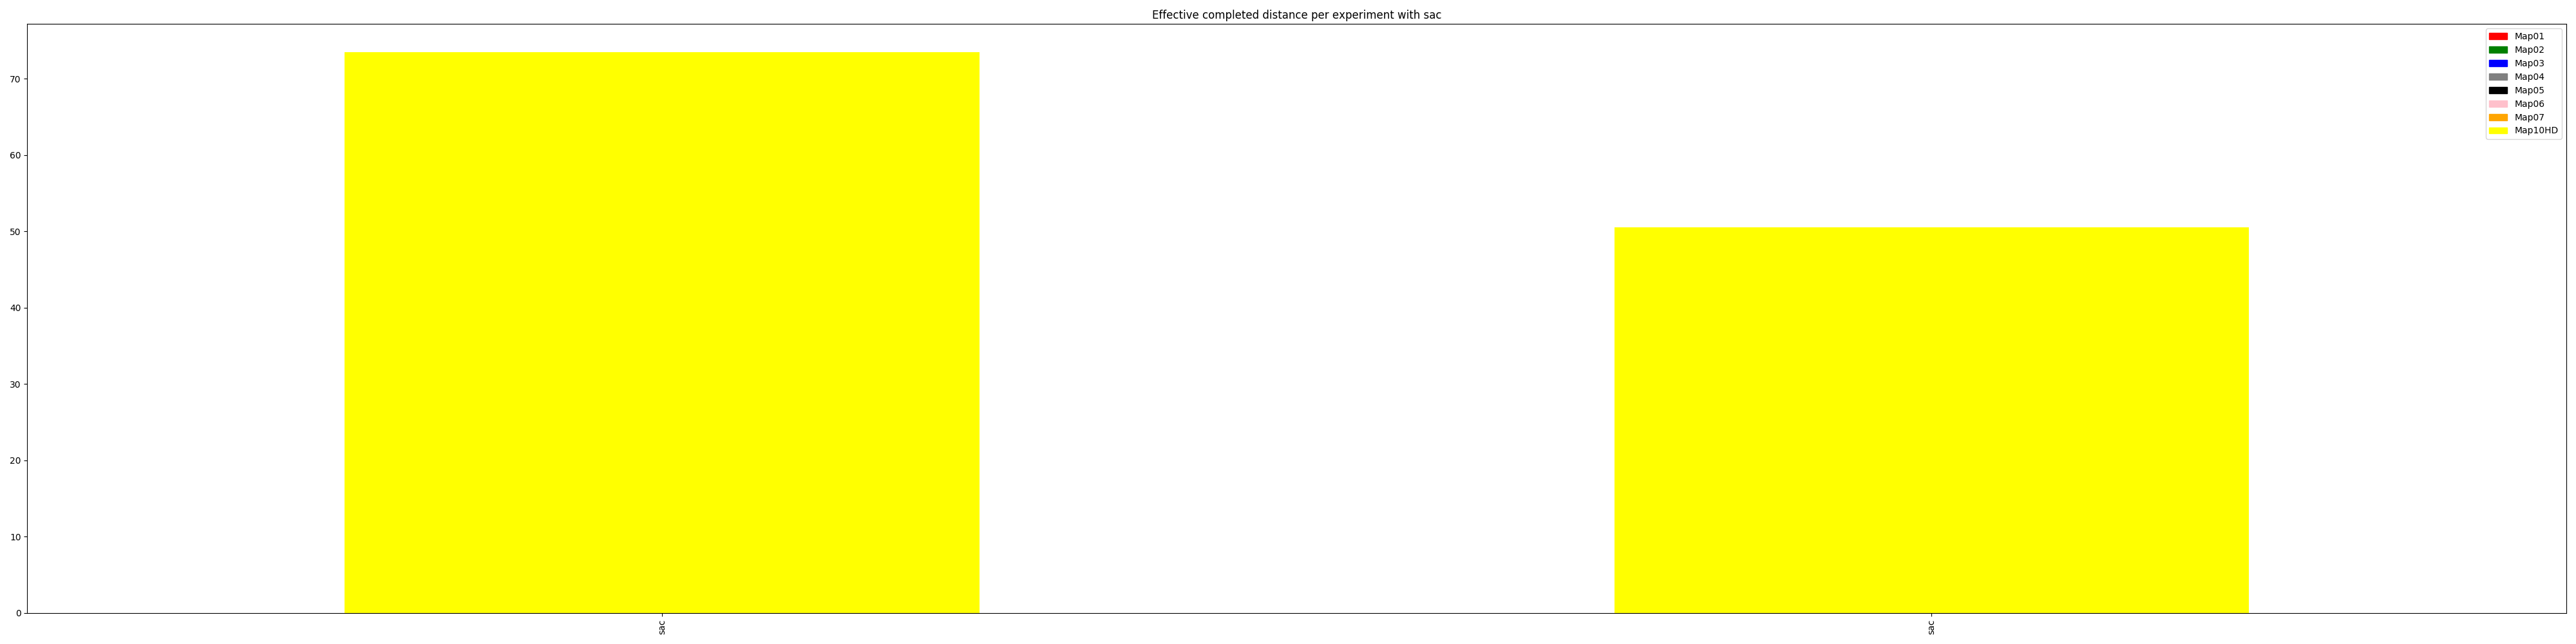 Effective completed distance per experiment with sac
70
60
50
40
30
20
10
0
Map01
Map02
Map03
Map04
Map05
Map06
Map07
Map10HD
sac
sac